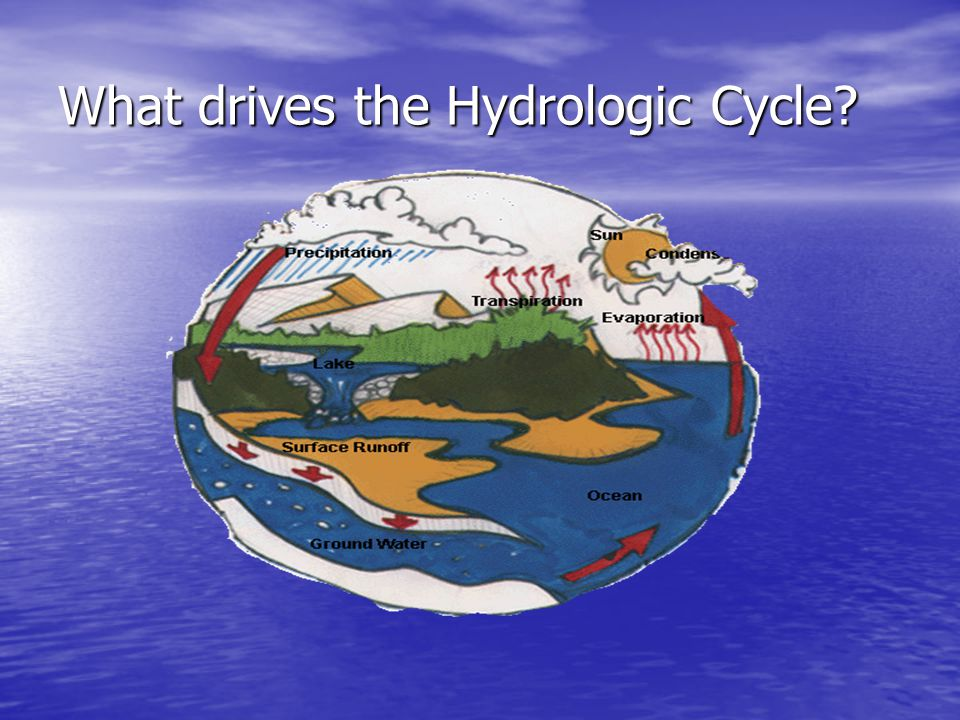 What drives the Hydrologic Cycle?
Sun
Precipitation
Condens
Transpiration
Evaporation
Lake
Surface Runoff
Ocean
Ground Water